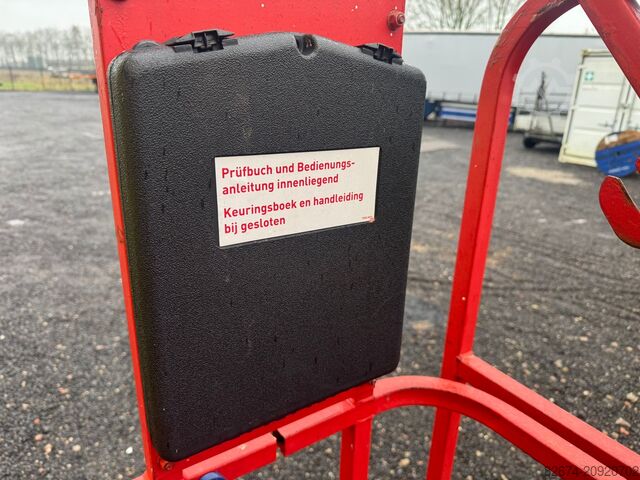 Prüfbuch und Bedienungs-
anleitung innenliegend
Keuringsboek en handleiding
bij gesloten